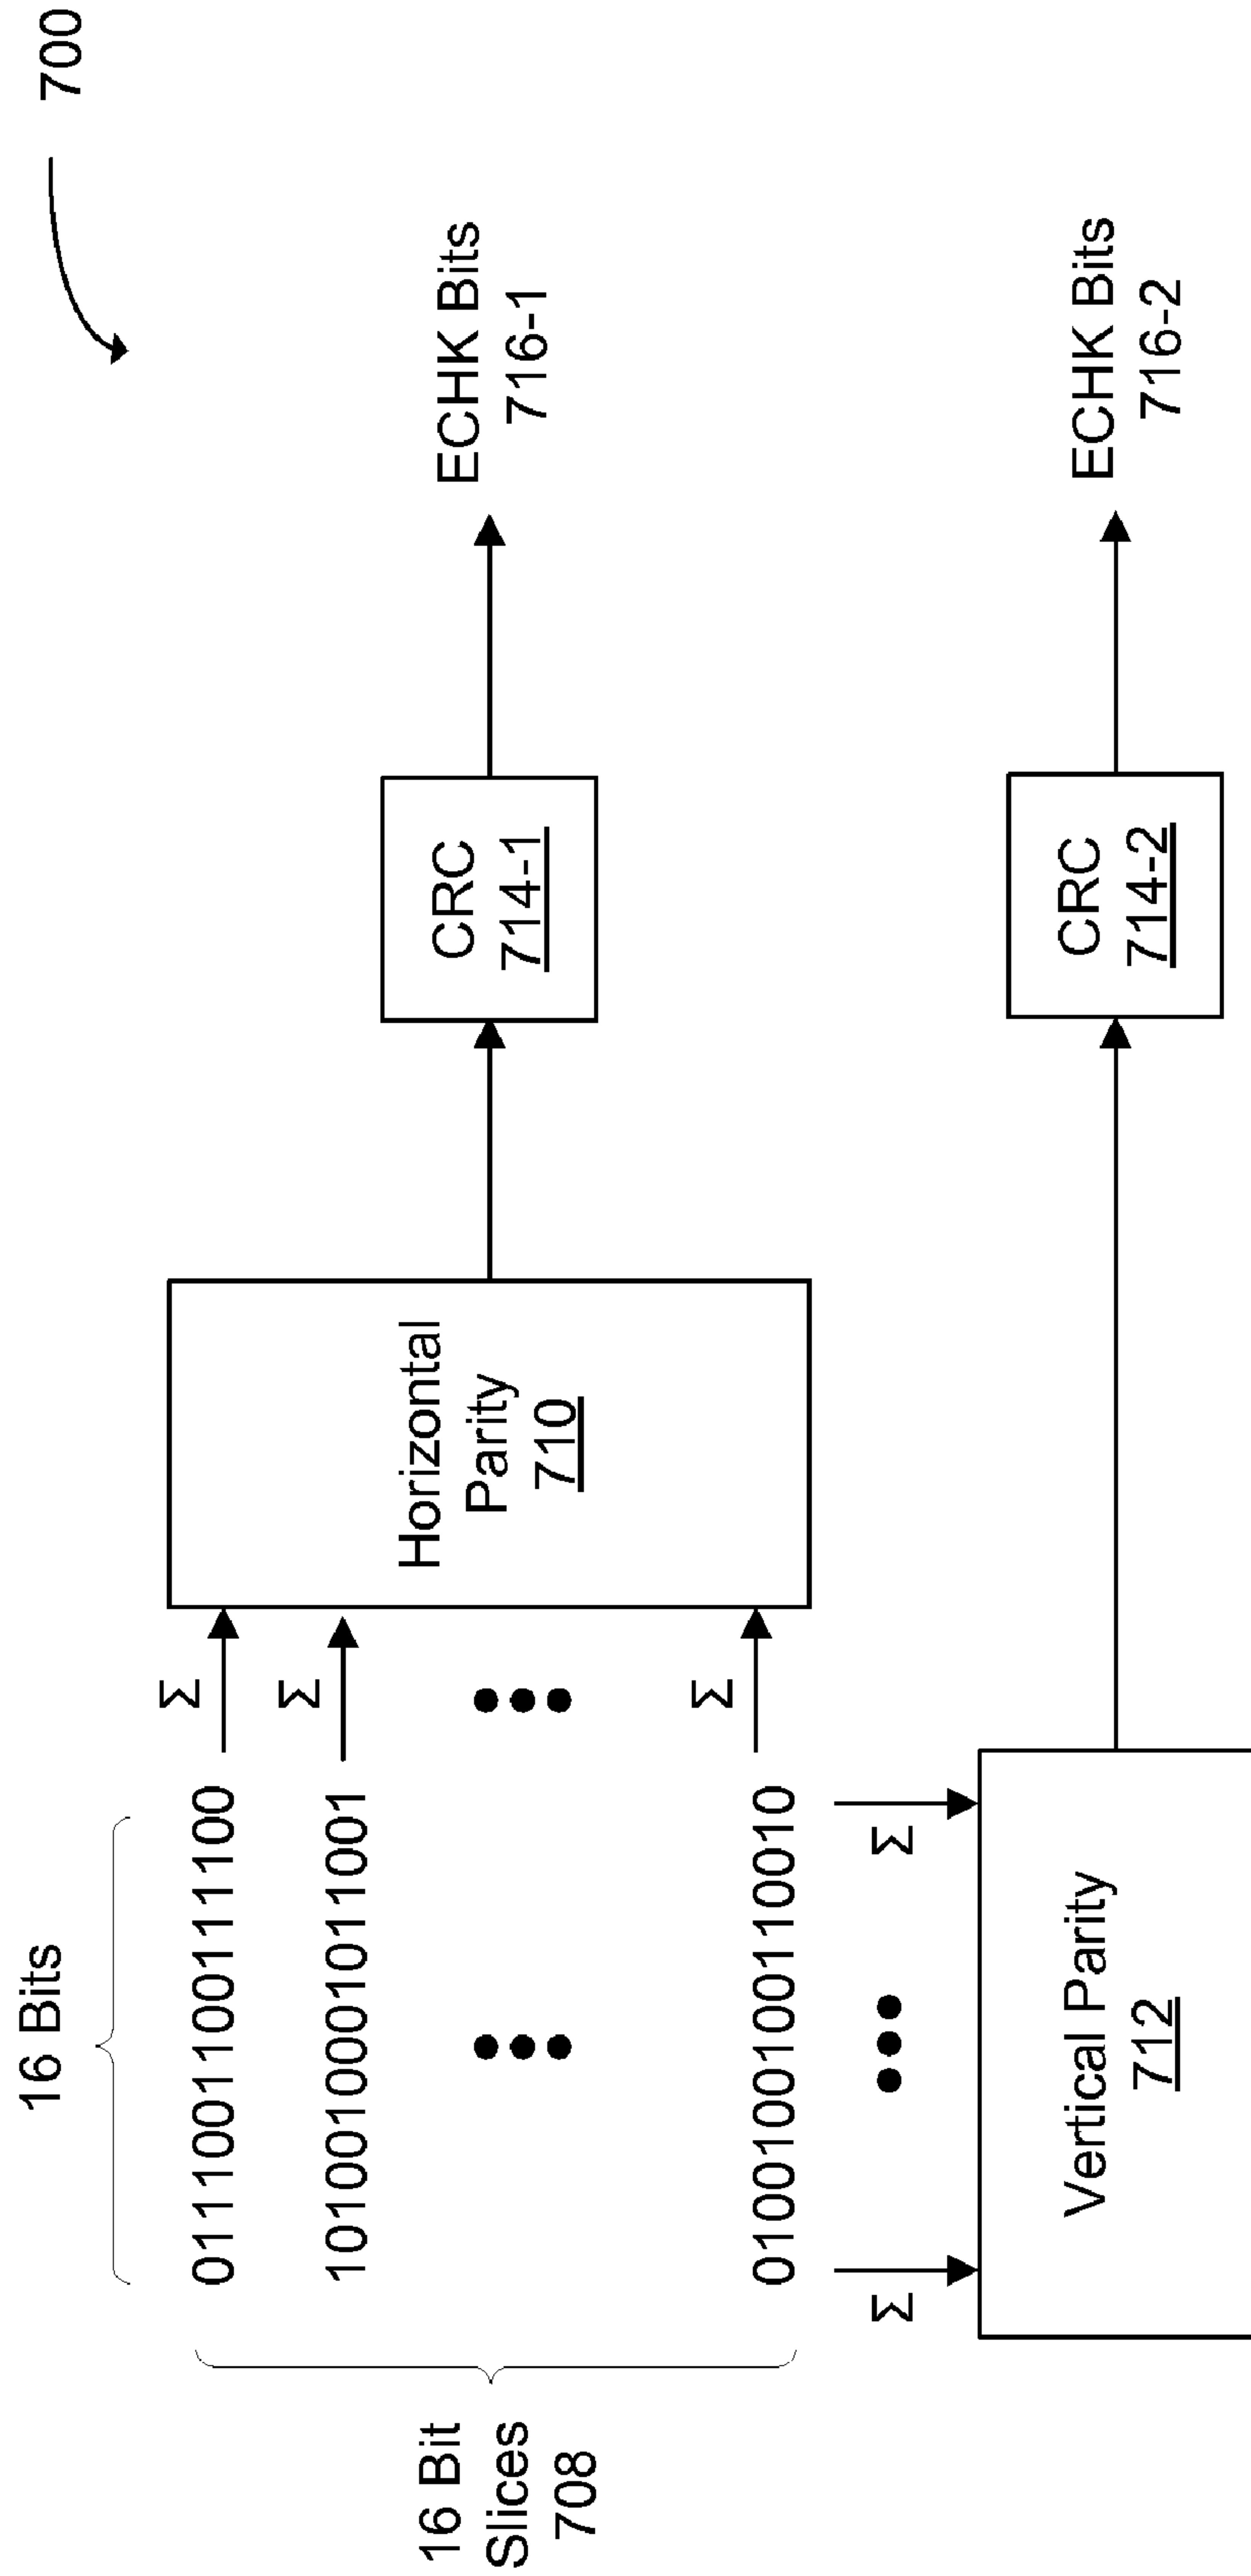 700
16 Bits
0111001100111100
Σ
1010010001011001
Σ
16 Bit
Slices
708
Horizontal
Parity
710
CRC
714-1
ECHK Bits
716-1
0100100100110010
Σ
Σ
Σ
Vertical Parity
712
CRC
714-2
ECHK Bits
716-2